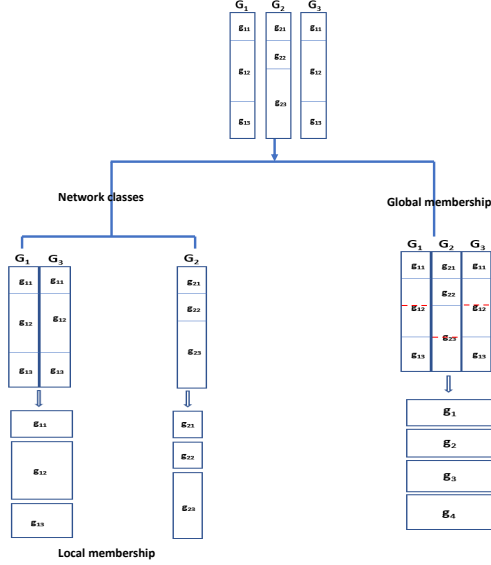 G1 G2 G3
g11 g21 g11
g22
g12 g12
g23
g13 g13
Network classes
Global membership
G1 G3
g11 g11
g12 g12
g13 g13
G2
g21
g22
g23
G1 G2 G3
g11 g21 g11
g22
g12 g12
g23
g13 g13
g11
g12
g13
g21
g22
g23
g1
g2
g3
g4
Local membership